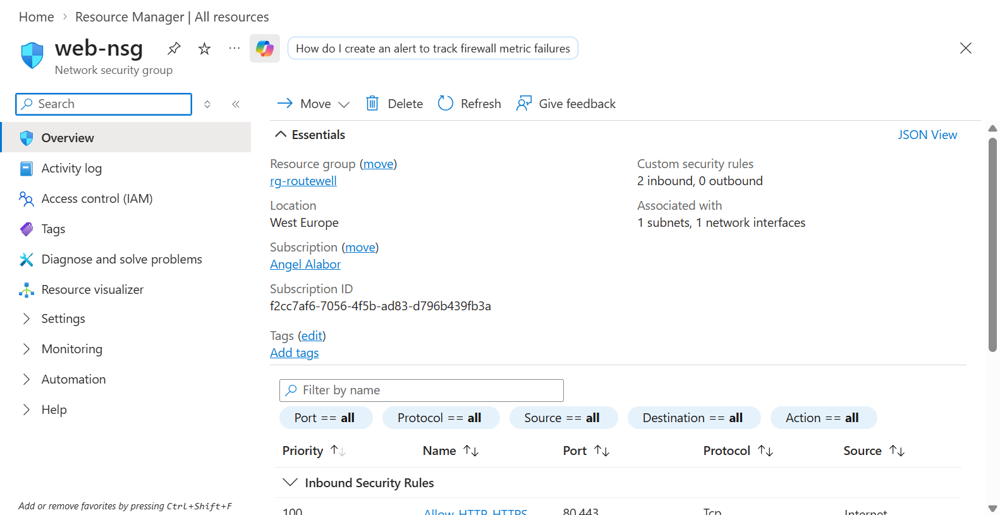 Home > Resource Manager | All resources
web-nsg
How do I create an alert to track firewall metric failures
Network security group
Search
Move
Delete
Refresh
Give feedback
Overview
Activity log
Access control (IAM)
Tags
Diagnose and solve problems
Resource visualizer
Settings
Monitoring
Automation
Help
Add or remove favorites by pressing Ctrl+Shift+F
Essentials
JSON View
Resource group (move)
rg-routewell
Location
West Europe
Subscription (move)
Angel Alabor
Subscription ID
f2cc7af6-7056-4f5b-ad83-d796b439fb3a
Tags (edit)
Add tags
Custom security rules
2 inbound, 0 outbound
Associated with
1 subnets, 1 network interfaces
Filter by name
Port == all
Protocol == all
Source == all
Destination == all
Action == all
Priority
Name
Port
Protocol
Source
Inbound Security Rules
100 Allow_HTTP_HTTPS 80,443 Tcp Internet